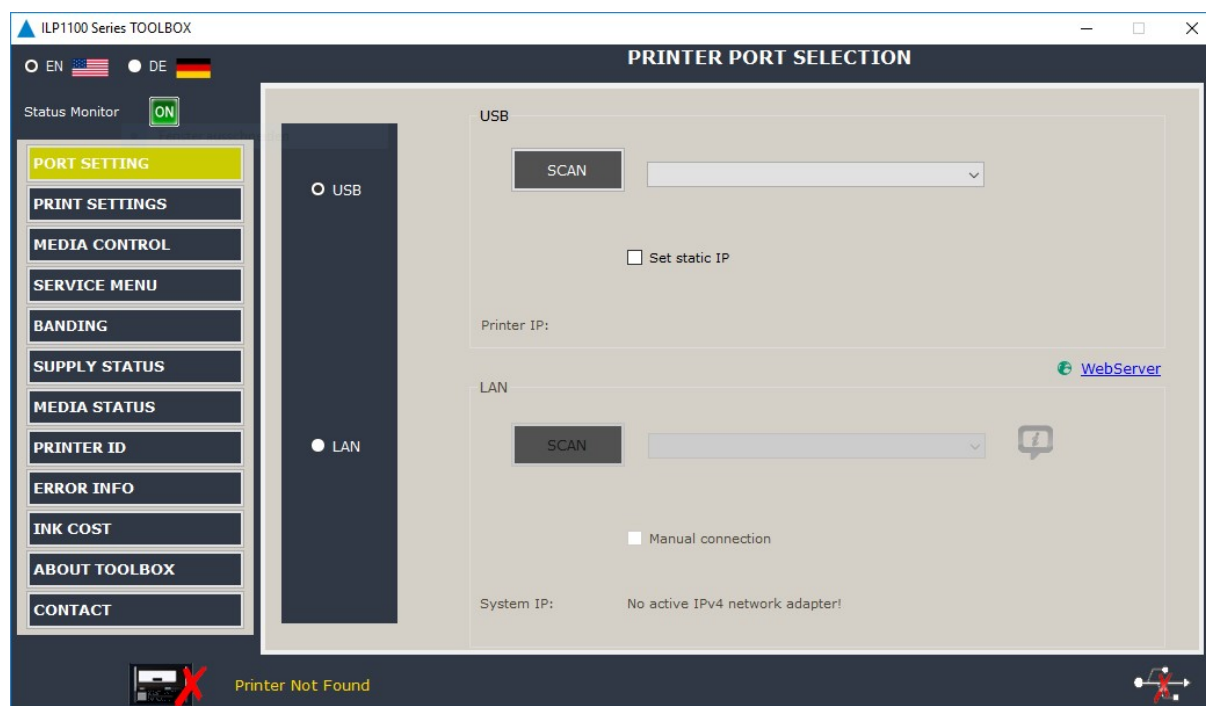 ILP1100 Series TOOLBOX
EN DE
PRINTER PORT SELECTION
Status Monitor ON
PORT SETTING
PRINT SETTINGS
MEDIA CONTROL
SERVICE MENU
BANDING
SUPPLY STATUS
MEDIA STATUS
PRINTER ID
ERROR INFO
INK COST
ABOUT TOOLBOX
CONTACT
USB
LAN
USB
SCAN
Set static IP
Printer IP:
WebServer
LAN
SCAN
Manual connection
System IP: No active IPv4 network adapter!
Printer Not Found